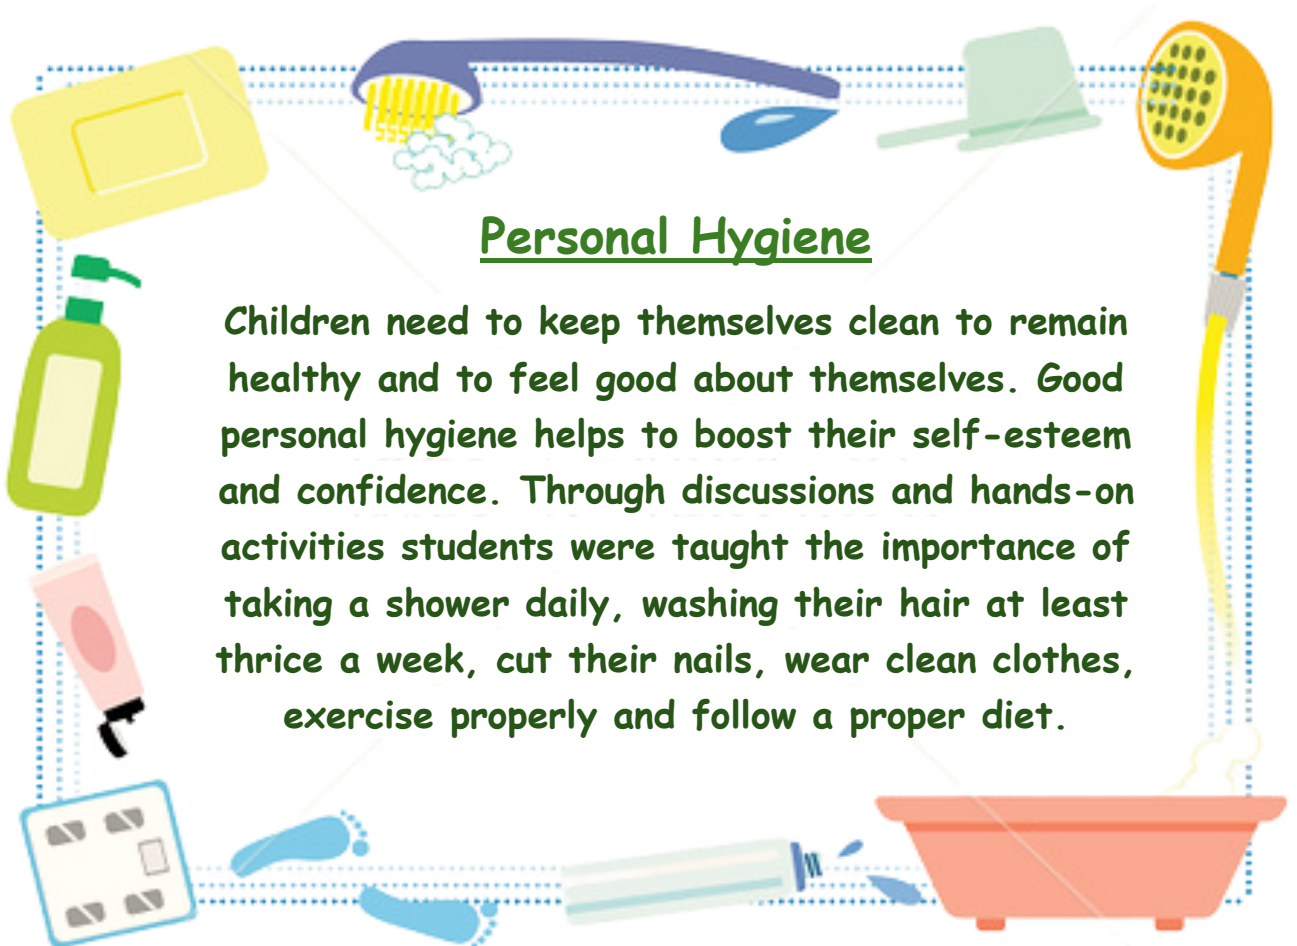 Personal Hygiene
Children need to keep themselves clean to remain
healthy and to feel good about themselves. Good
personal hygiene helps to boost their self-esteem
and confidence. Through discussions and hands-on
activities students were taught the importance of
taking a shower daily, washing their hair at least
thrice a week, cut their nails, wear clean clothes,
exercise properly and follow a proper diet.